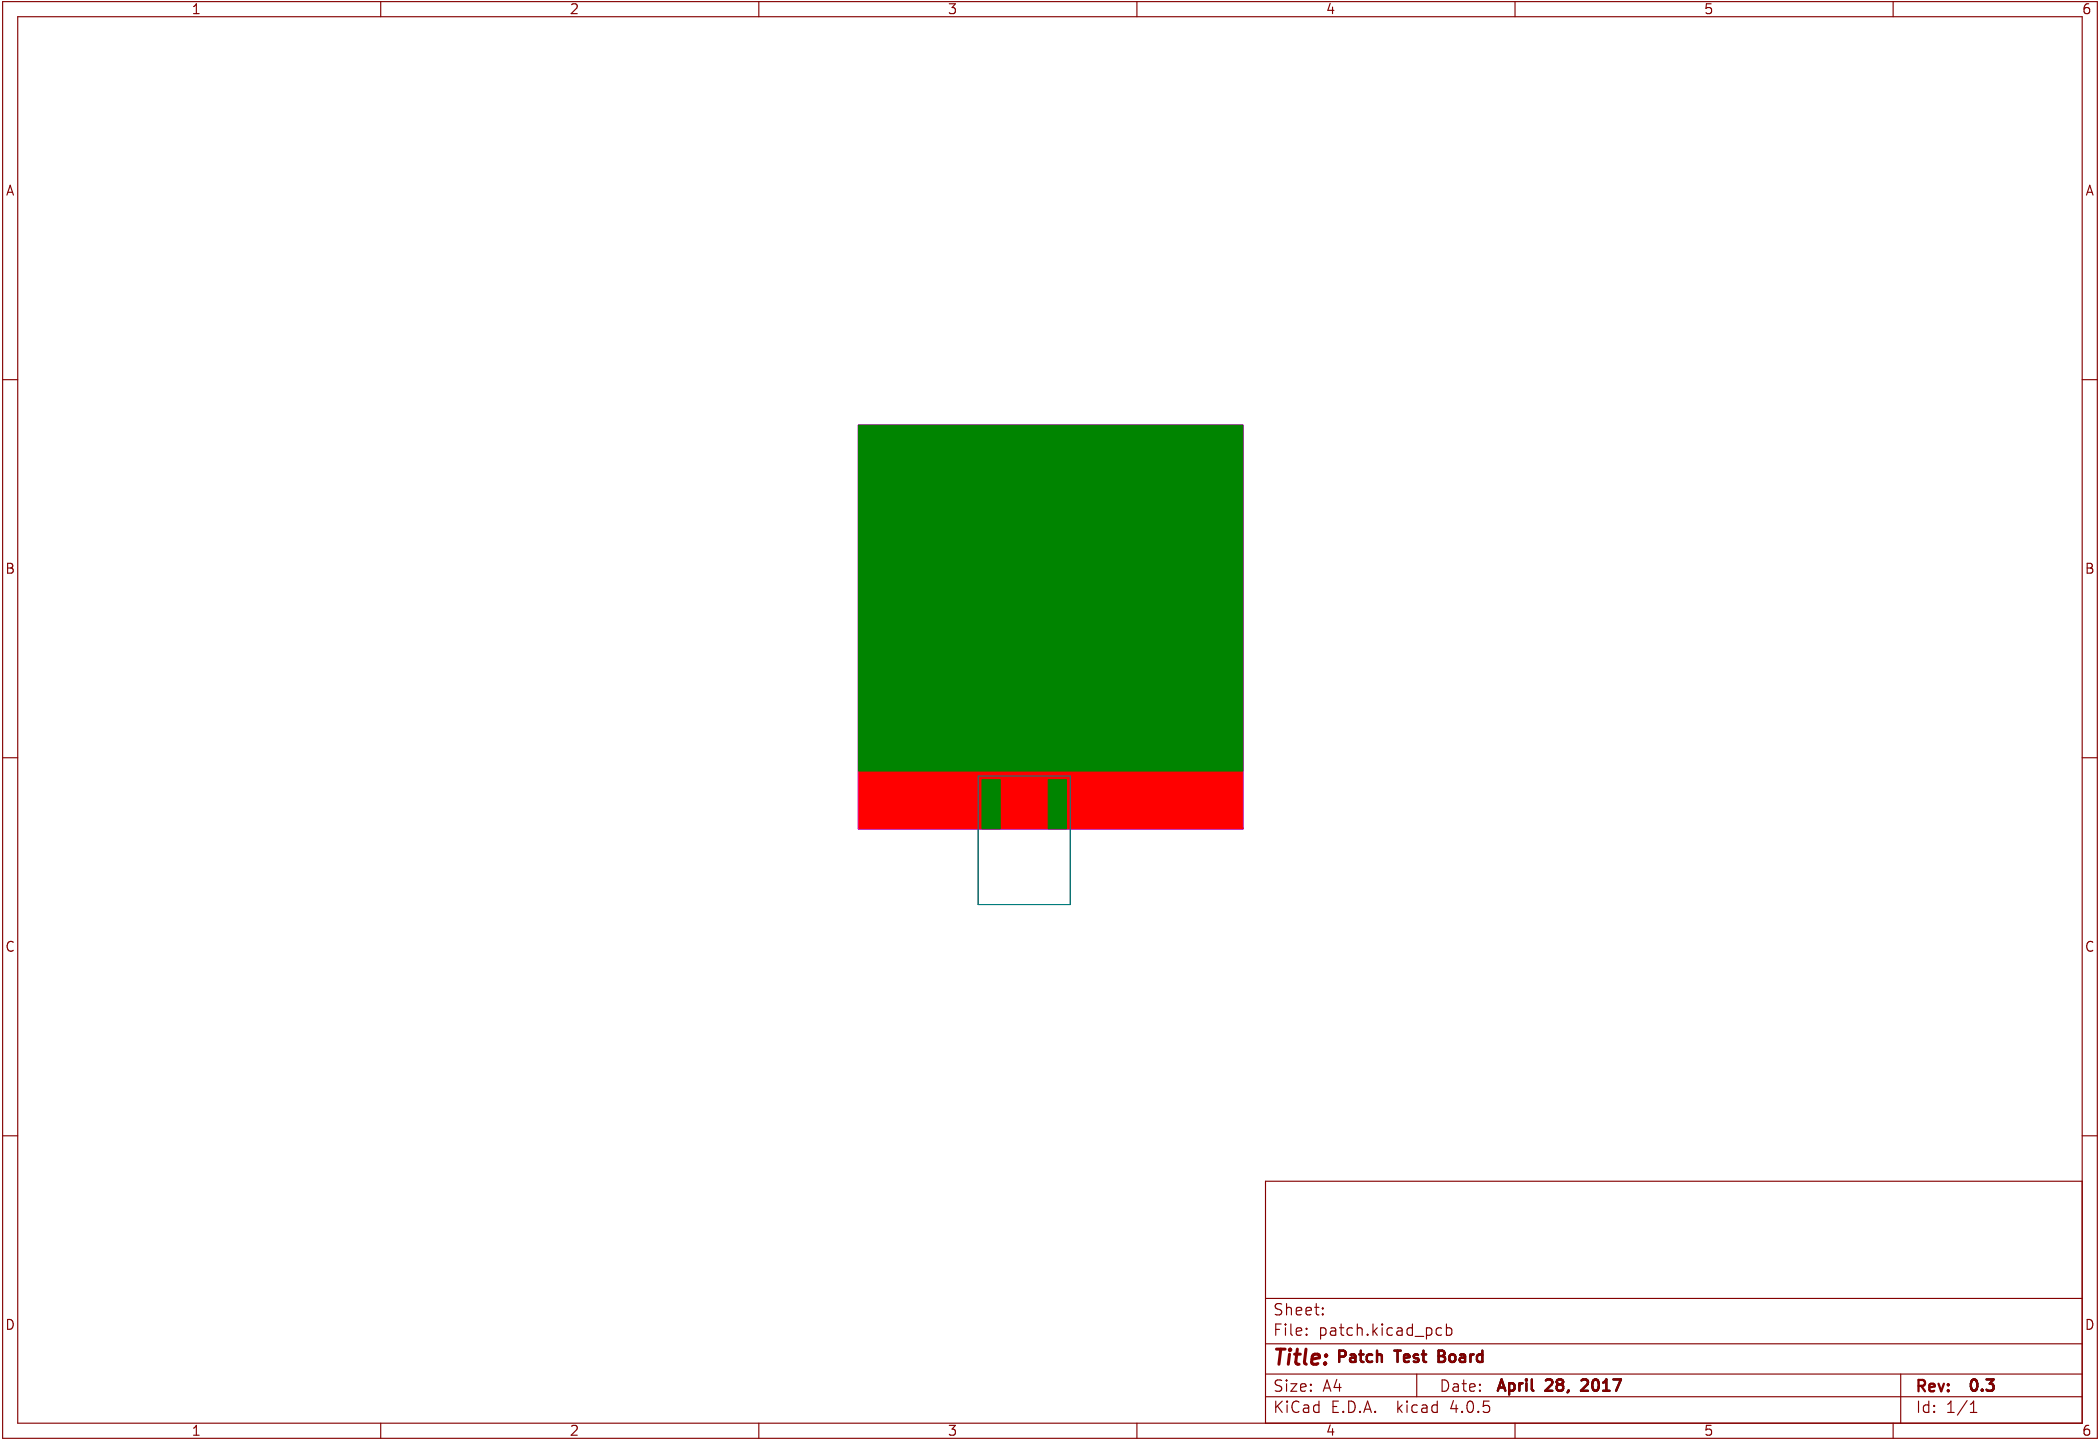 1 2 3 4 5 6
A A
B B
C C
D D
Sheet:
File: patch.kicad_pcb
Title: Patch Test Board
Size: A4 Date: April 28, 2017 Rev: 0.3
KiCad E.D.A. kicad 4.0.5 Id: 1/1
1 2 3 4 5 6